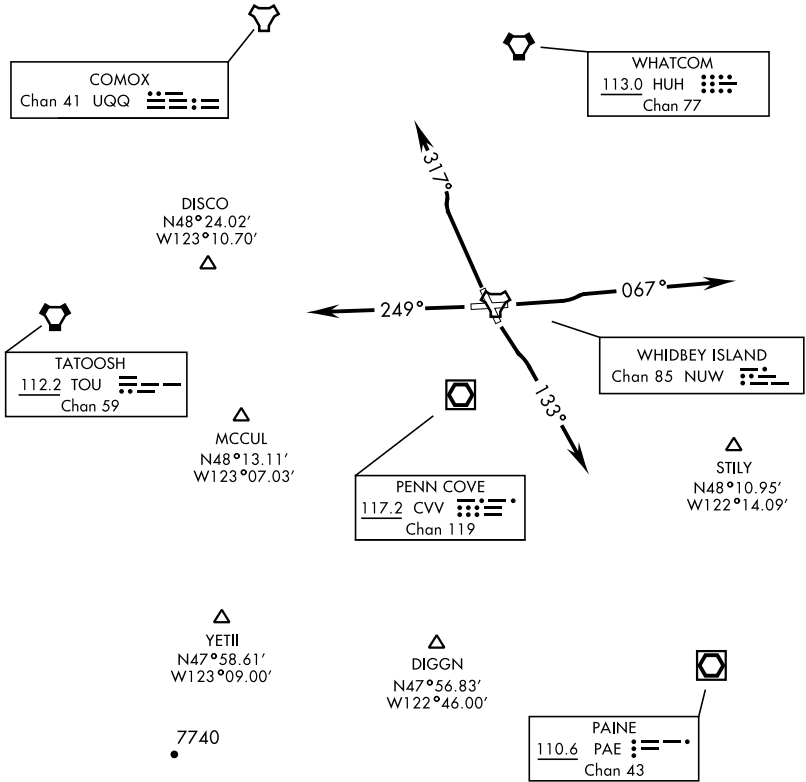 COMOX
Chan 41 UQQ
WHATCOM
113.0 HUH
Chan 77
317°
DISCO
N48°24.02'
W123°10.70'
249°
067°
TATOOSH
112.2 TOU
Chan 59
WHIDBEY ISLAND
Chan 85 NUW
133°
MCCUL
N48°13.11'
W123°07.03'
STILY
N48°10.95'
W122°14.09'
PENN COVE
117.2 CVV
Chan 119
YETII
N47°58.61'
W123°09.00'
DIGGN
N47°56.83'
W122°46.00'
7740
PAINE
110.6 PAE
Chan 43